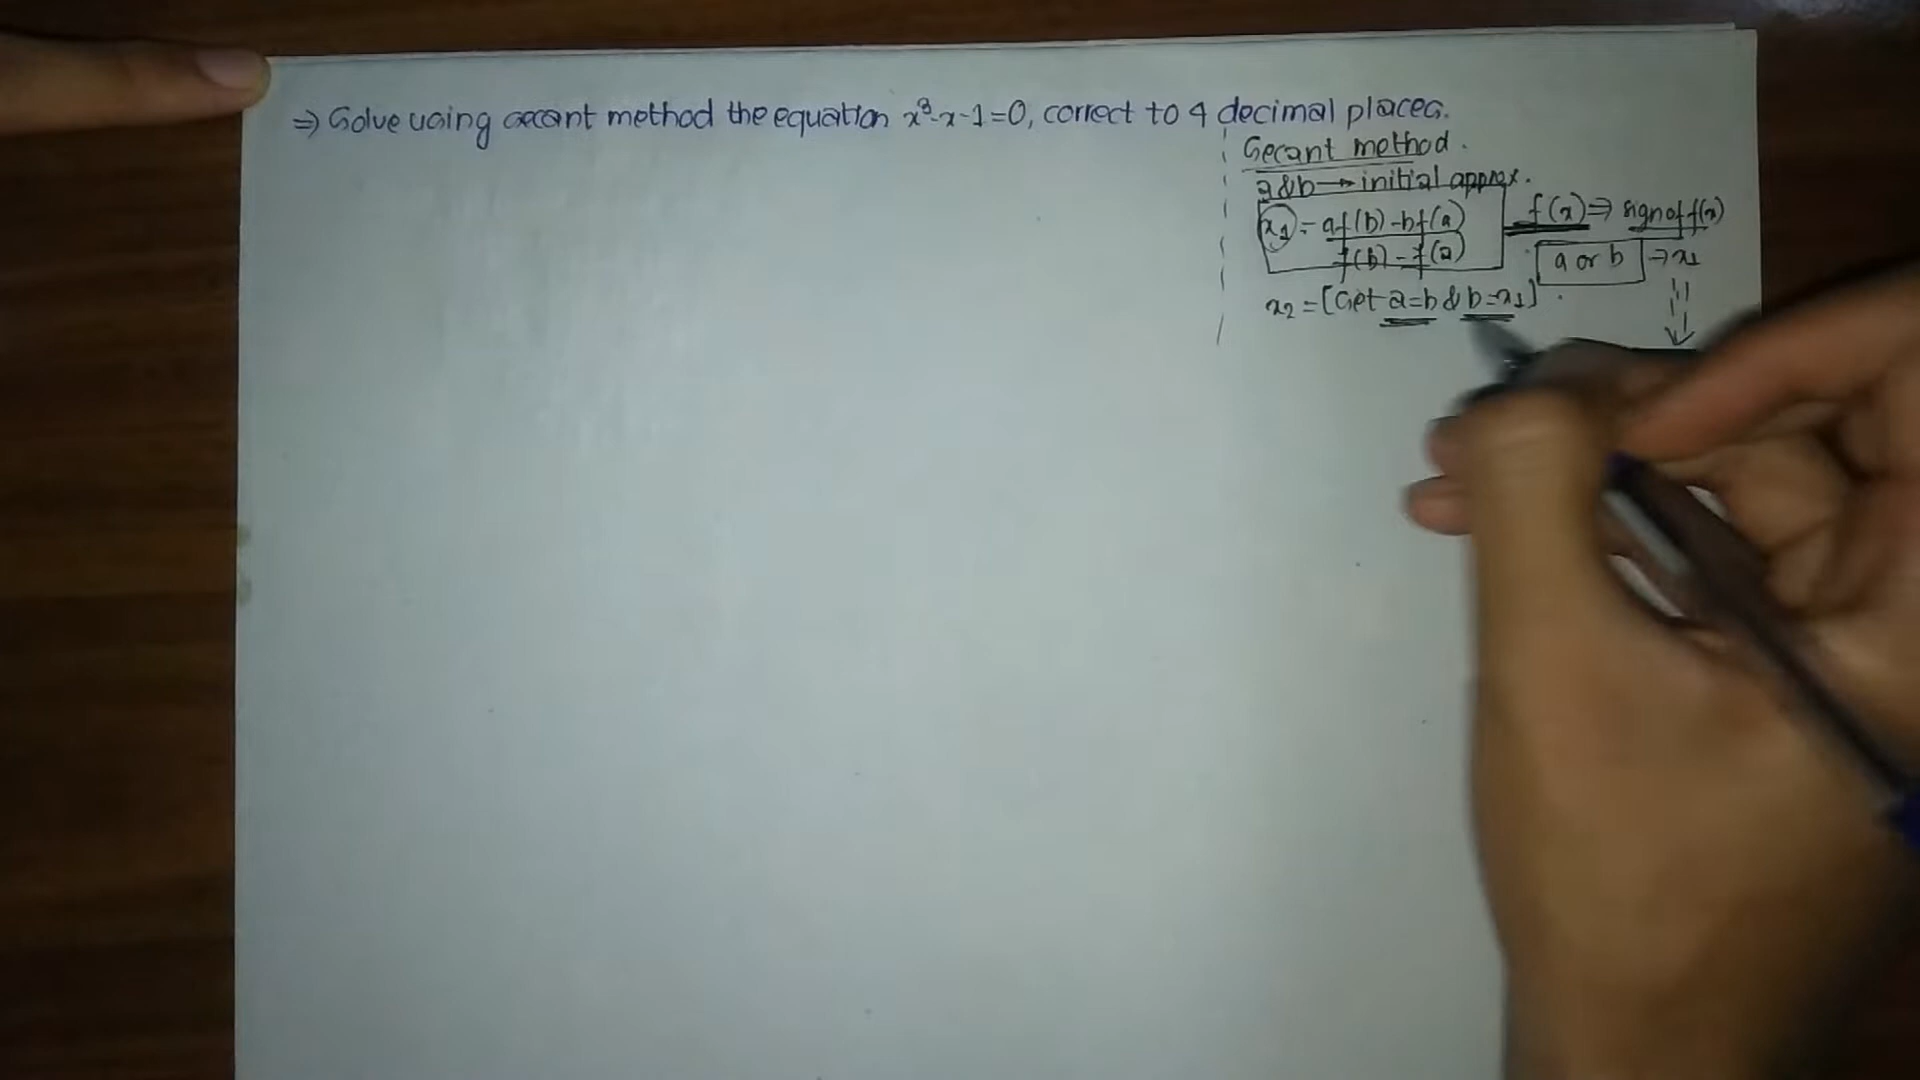 ⇒ Solve using secant method the equation x³-x-1=0, correct to 4 decimal places.
Secant method.
a&b→initial approx.
x₁ = af(b)-bf(a)
f(b)-f(a)
f(x)⇒ sign of f(x)
a or b →x₁
x₂=[Set a=b & b=x₁].